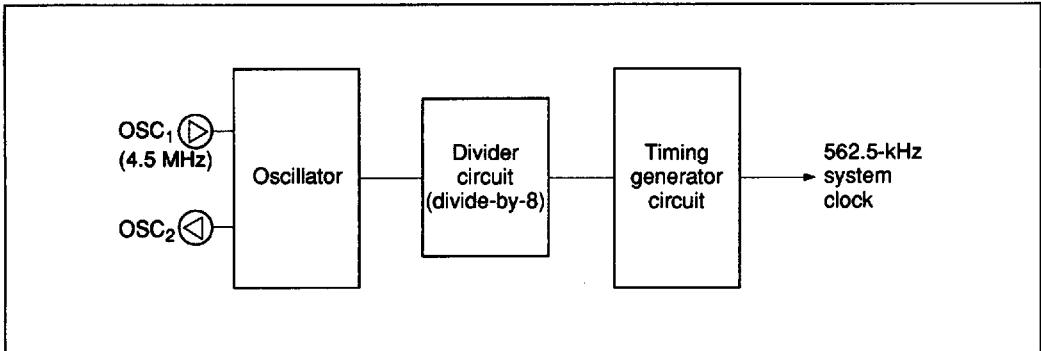 OSC₁
(4.5 MHz)
OSC₂
Oscillator
Divider
circuit
(divide-by-8)
Timing
generator
circuit
562.5-kHz
system
clock